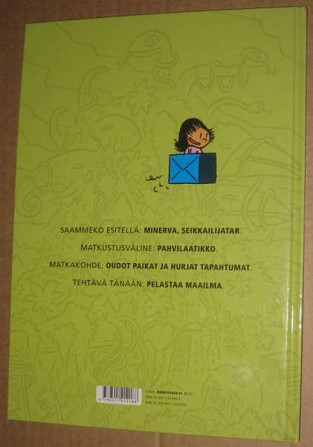 SAAMMEKO ESITELLÄ: MINERVA, SEIKKAILIJATAR.
MATKUSTUSVÄLINE: PAHVILAATIKKO.
MATKAKOHDE: OUDOT PAIKAT JA HURJAT TAPAHTUMAT.
TEHTÄVÄ TÄNÄÄN: PELASTAA MAAILMA.